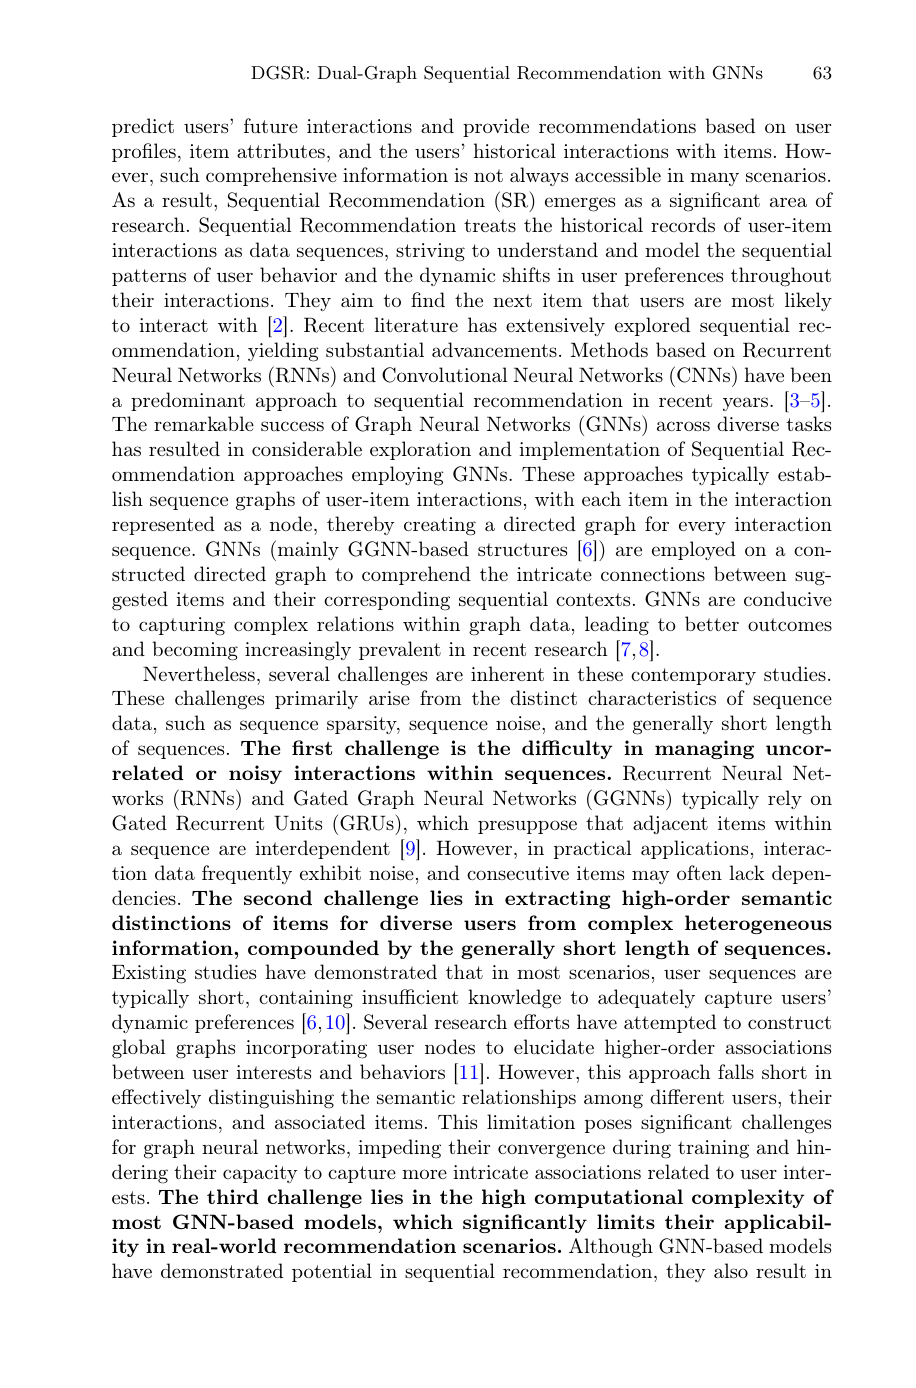 DGSR: Dual-Graph Sequential Recommendation with GNNs 63
predict users' future interactions and provide recommendations based on user
profiles, item attributes, and the users' historical interactions with items. How-
ever, such comprehensive information is not always accessible in many scenarios.
As a result, Sequential Recommendation (SR) emerges as a significant area of
research. Sequential Recommendation treats the historical records of user-item
interactions as data sequences, striving to understand and model the sequential
patterns of user behavior and the dynamic shifts in user preferences throughout
their interactions. They aim to find the next item that users are most likely
to interact with [2]. Recent literature has extensively explored sequential rec-
ommendation, yielding substantial advancements. Methods based on Recurrent
Neural Networks (RNNs) and Convolutional Neural Networks (CNNs) have been
a predominant approach to sequential recommendation in recent years. [3–5].
The remarkable success of Graph Neural Networks (GNNs) across diverse tasks
has resulted in considerable exploration and implementation of Sequential Rec-
ommendation approaches employing GNNs. These approaches typically estab-
lish sequence graphs of user-item interactions, with each item in the interaction
represented as a node, thereby creating a directed graph for every interaction
sequence. GNNs (mainly GGNN-based structures [6]) are employed on a con-
structed directed graph to comprehend the intricate connections between sug-
gested items and their corresponding sequential contexts. GNNs are conducive
to capturing complex relations within graph data, leading to better outcomes
and becoming increasingly prevalent in recent research [7,8].
Nevertheless, several challenges are inherent in these contemporary studies.
These challenges primarily arise from the distinct characteristics of sequence
data, such as sequence sparsity, sequence noise, and the generally short length
of sequences. The first challenge is the difficulty in managing uncor-
related or noisy interactions within sequences. Recurrent Neural Net-
works (RNNs) and Gated Graph Neural Networks (GGNNs) typically rely on
Gated Recurrent Units (GRUs), which presuppose that adjacent items within
a sequence are interdependent [9]. However, in practical applications, interac-
tion data frequently exhibit noise, and consecutive items may often lack depen-
dencies. The second challenge lies in extracting high-order semantic
distinctions of items for diverse users from complex heterogeneous
information, compounded by the generally short length of sequences.
Existing studies have demonstrated that in most scenarios, user sequences are
typically short, containing insufficient knowledge to adequately capture users'
dynamic preferences [6,10]. Several research efforts have attempted to construct
global graphs incorporating user nodes to elucidate higher-order associations
between user interests and behaviors [11]. However, this approach falls short in
effectively distinguishing the semantic relationships among different users, their
interactions, and associated items. This limitation poses significant challenges
for graph neural networks, impeding their convergence during training and hin-
dering their capacity to capture more intricate associations related to user inter-
ests. The third challenge lies in the high computational complexity of
most GNN-based models, which significantly limits their applicabil-
ity in real-world recommendation scenarios. Although GNN-based models
have demonstrated potential in sequential recommendation, they also result in